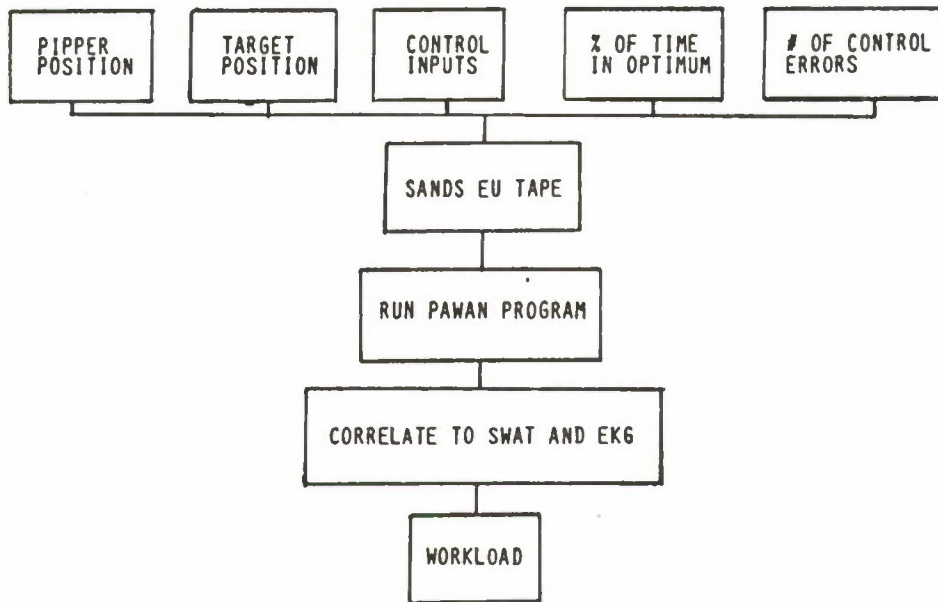 PIPPER
POSITION
TARGET
POSITION
CONTROL
INPUTS
% OF TIME
IN OPTIMUM
# OF CONTROL
ERRORS
SANDS EU TAPE
RUN PAWAN PROGRAM
CORRELATE TO SWAT AND EKG
WORKLOAD